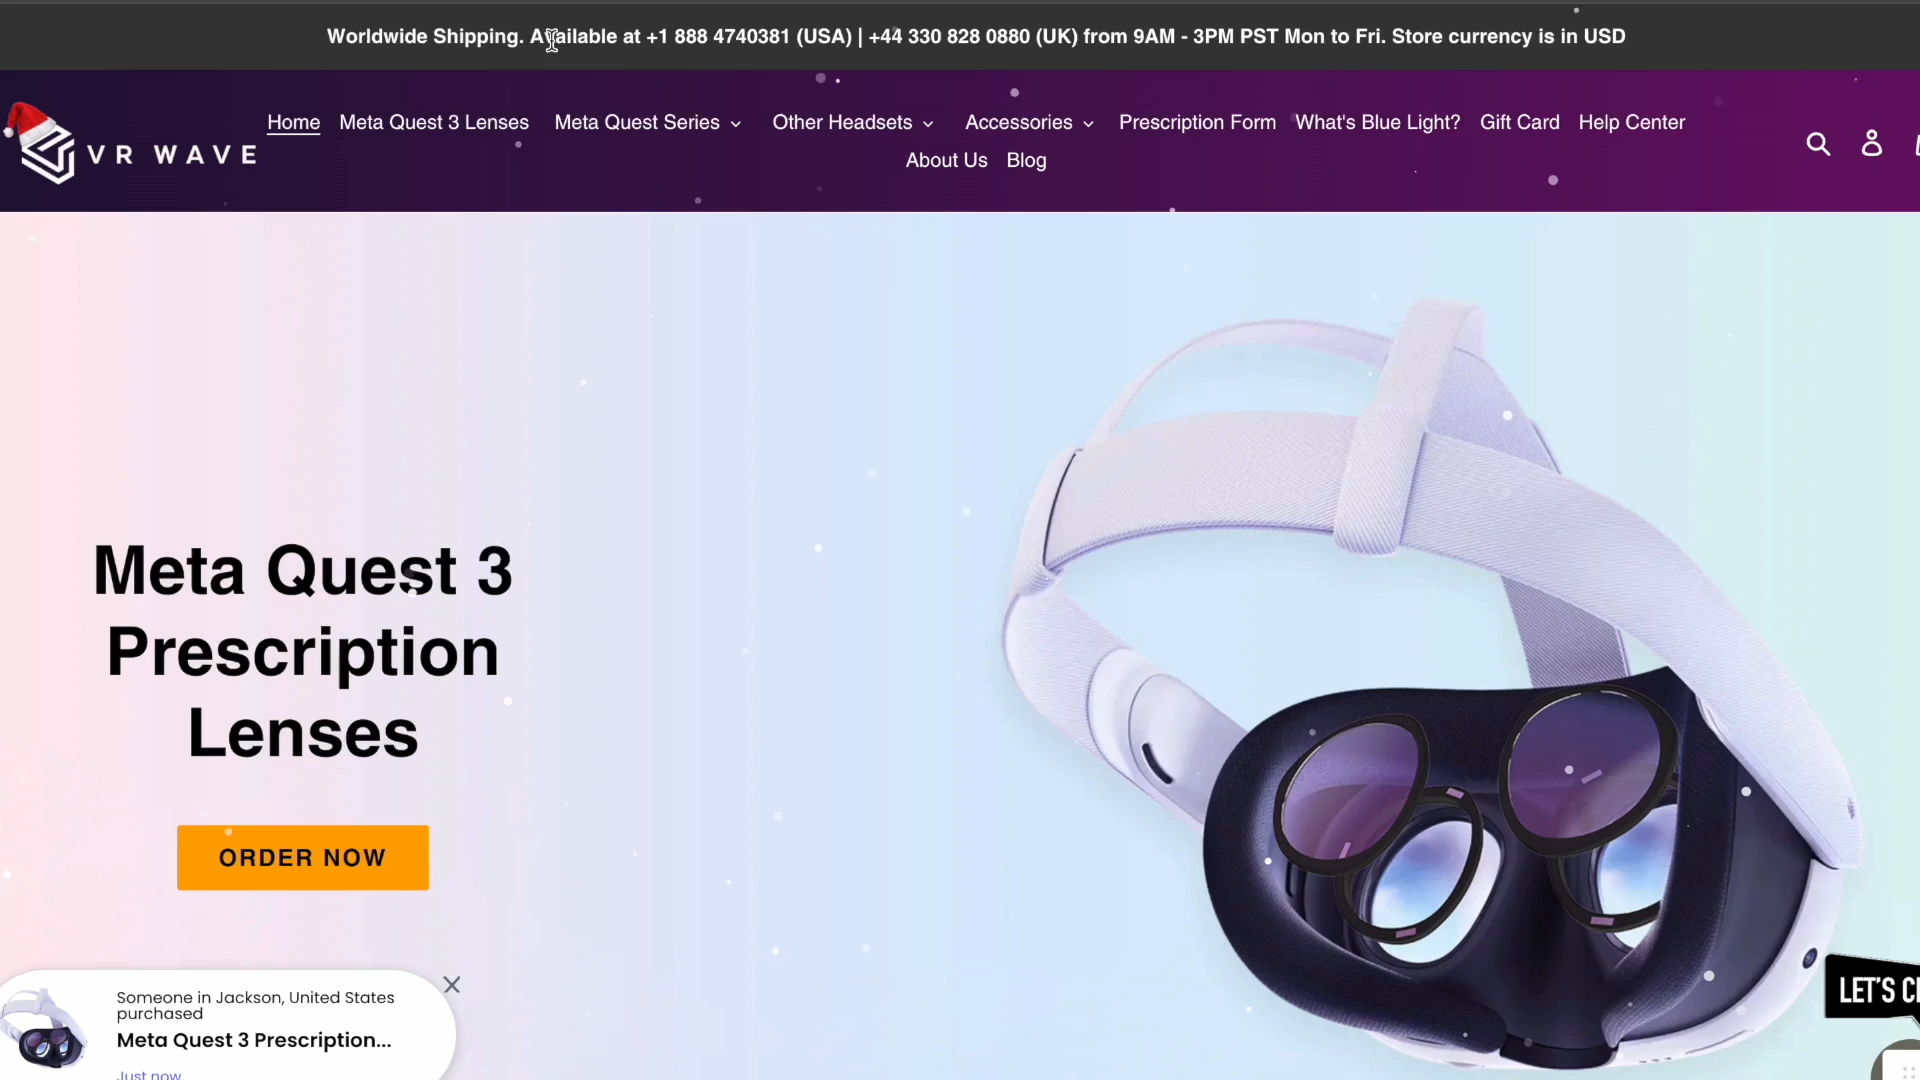 Worldwide Shipping. Available at +1 888 4740381 (USA) | +44 330 828 0880 (UK) from 9AM - 3PM PST Mon to Fri. Store currency is in USD
VR WAVE
Home Meta Quest 3 Lenses Meta Quest Series Other Headsets Accessories Prescription Form What's Blue Light? Gift Card Help Center
About Us Blog
Meta Quest 3
Prescription
Lenses
ORDER NOW
Someone in Jackson, United States
purchased
Meta Quest 3 Prescription...
Just now
LET'S